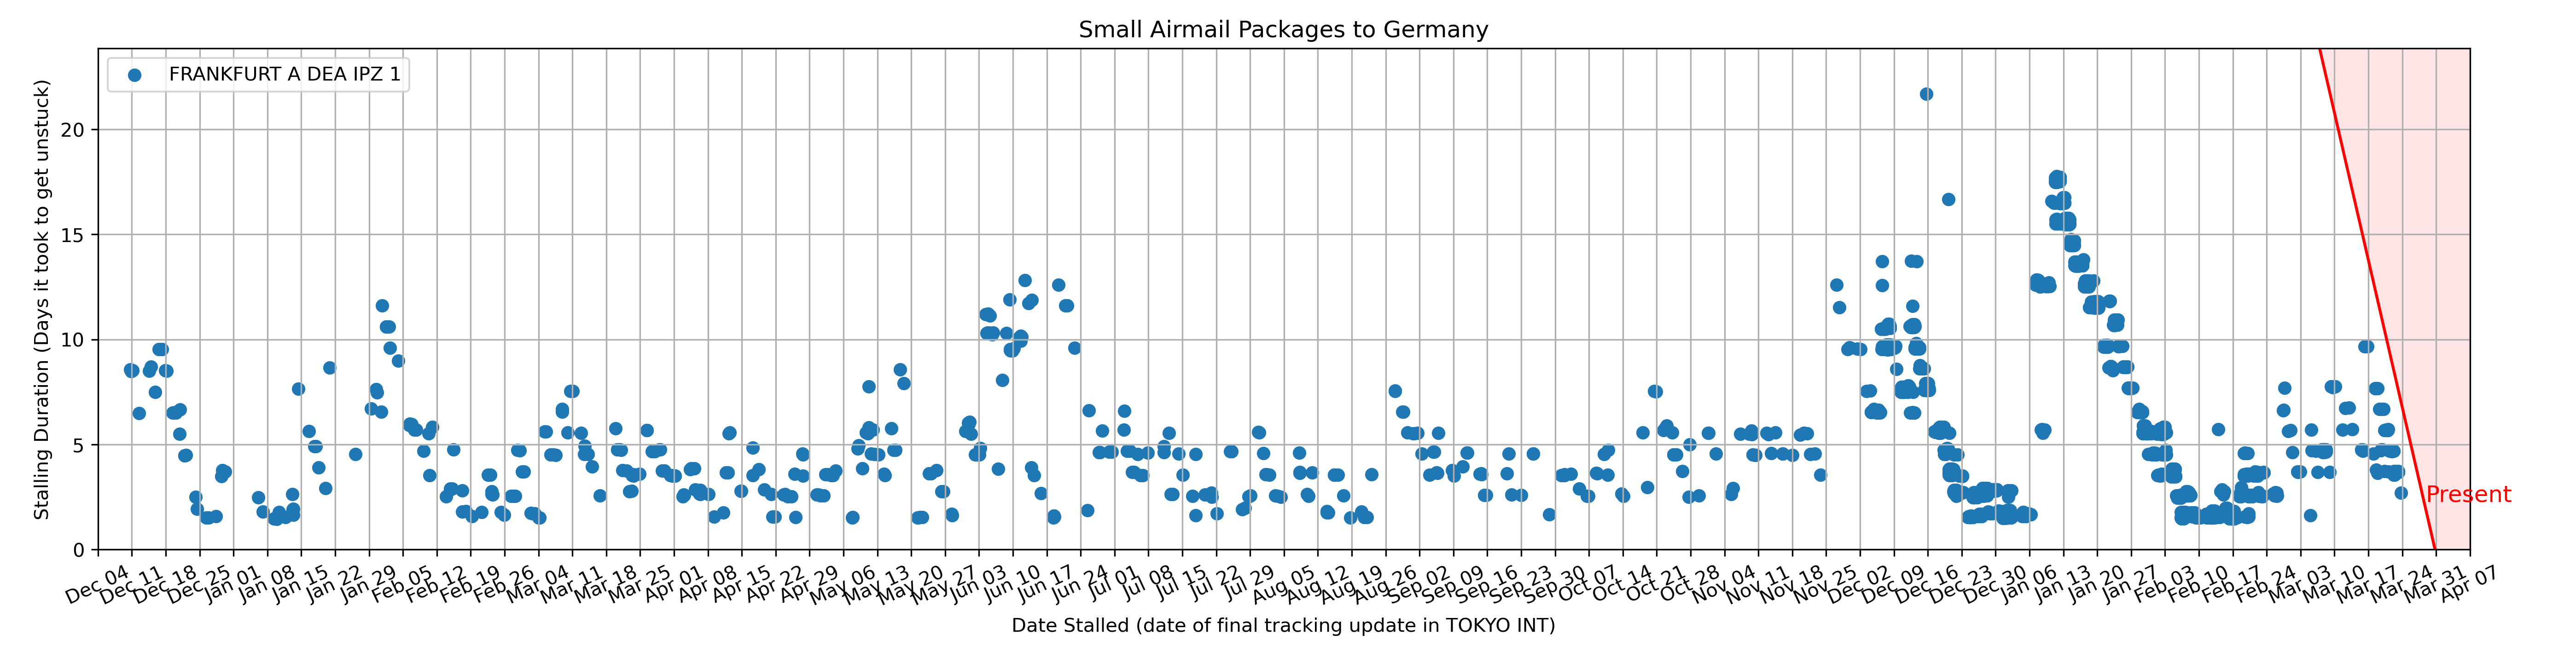 Small Airmail Packages to Germany
FRANKFURT A DEA IPZ 1
Stalling Duration (Days it took to get unstuck)
20
15
10
5
0
Present
Dec 04
Dec 11
Dec 18
Dec 25
Jan 01
Jan 08
Jan 15
Jan 22
Jan 29
Feb 05
Feb 12
Feb 19
Feb 26
Mar 04
Mar 11
Mar 18
Mar 25
Apr 01
Apr 08
Apr 15
Apr 22
Apr 29
May 06
May 13
May 20
May 27
Jun 03
Jun 10
Jun 17
Jun 24
Jul 01
Jul 08
Jul 15
Jul 22
Jul 29
Aug 05
Aug 12
Aug 19
Aug 26
Sep 02
Sep 09
Sep 16
Sep 23
Sep 30
Oct 07
Oct 14
Oct 21
Oct 28
Nov 04
Nov 11
Nov 18
Nov 25
Dec 02
Dec 09
Dec 16
Dec 23
Dec 30
Jan 06
Jan 13
Jan 20
Jan 27
Feb 03
Feb 10
Feb 17
Feb 24
Mar 03
Mar 10
Mar 17
Mar 24
Mar 31
Apr 07
Date Stalled (date of final tracking update in TOKYO INT)